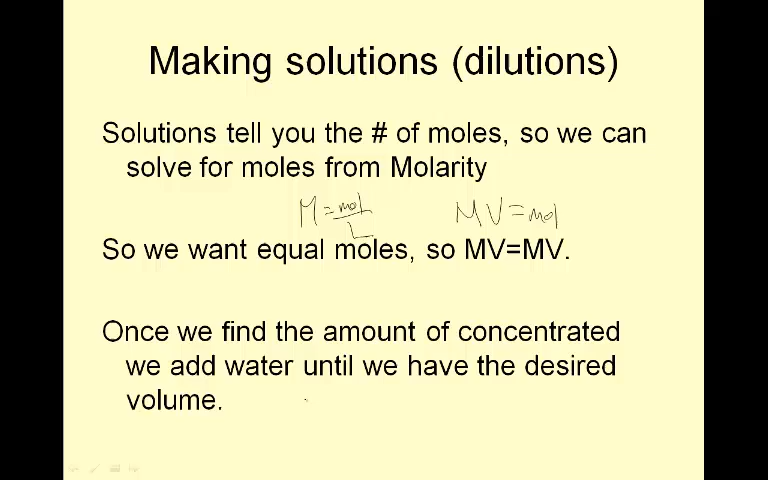 Making solutions (dilutions)
Solutions tell you the # of moles, so we can
solve for moles from Molarity
M = mol/L MV = mol
So we want equal moles, so MV=MV.
Once we find the amount of concentrated
we add water until we have the desired
volume.